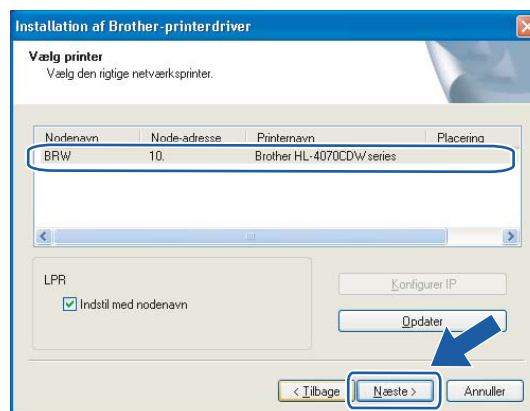 Installation af Brother-printerdriver
Vælg printer
Vælg den rigtige netværksprinter.
Nodenavn Node-adresse Printernavn Placering
BRW 10. Brother HL-4070CDW series
LPR
Indstil med nodenavn
Konfigurer IP
Opdater
< Tilbage Næste > Annuller